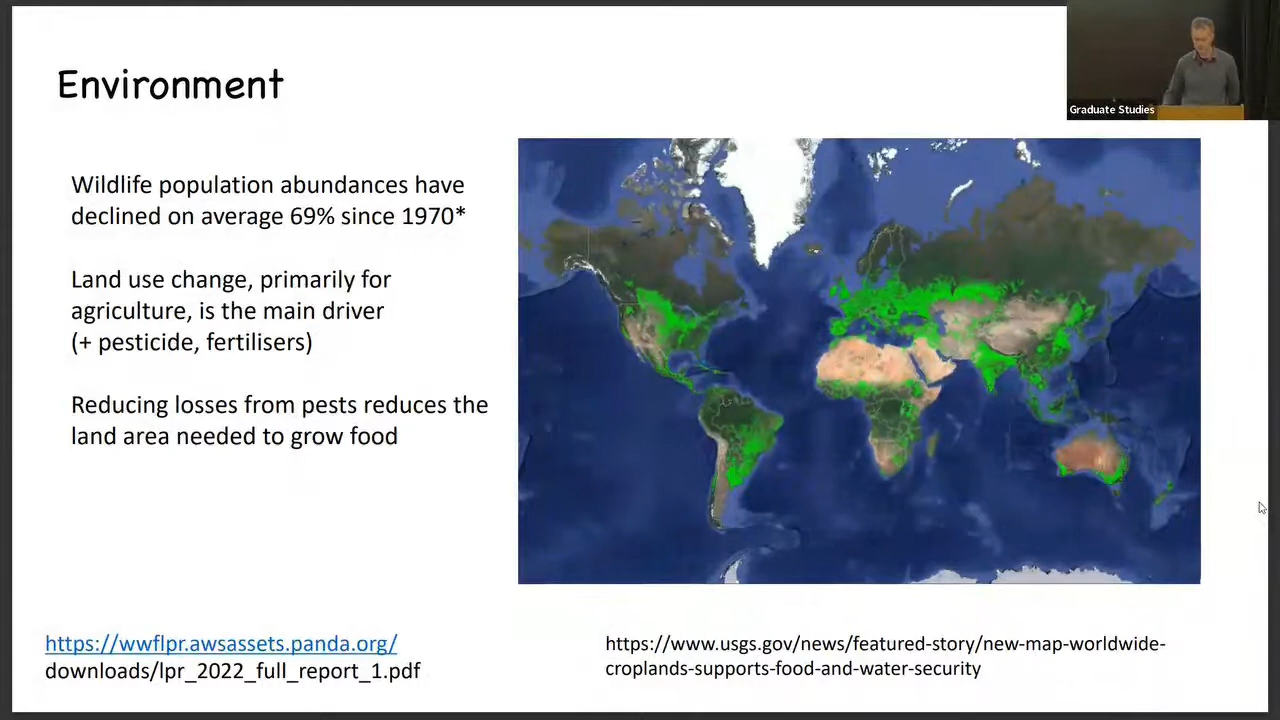 Environment
Graduate Studies
Wildlife population abundances have
declined on average 69% since 1970*
Land use change, primarily for
agriculture, is the main driver
(+ pesticide, fertilisers)
Reducing losses from pests reduces the
land area needed to grow food
https://wwflpr.awsassets.panda.org/
downloads/lpr_2022_full_report_1.pdf
https://www.usgs.gov/news/featured-story/new-map-worldwide-
croplands-supports-food-and-water-security